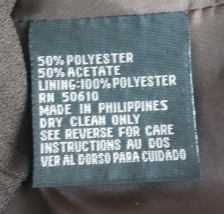 50% POLYESTER
50% ACETATE
LINING:100% POLYESTER
RN 50610
MADE IN PHILIPPINES
DRY CLEAN ONLY
SEE REVERSE FOR CARE
INSTRUCTIONS AU DOS
VER AL DORSO PARA CUIDADO